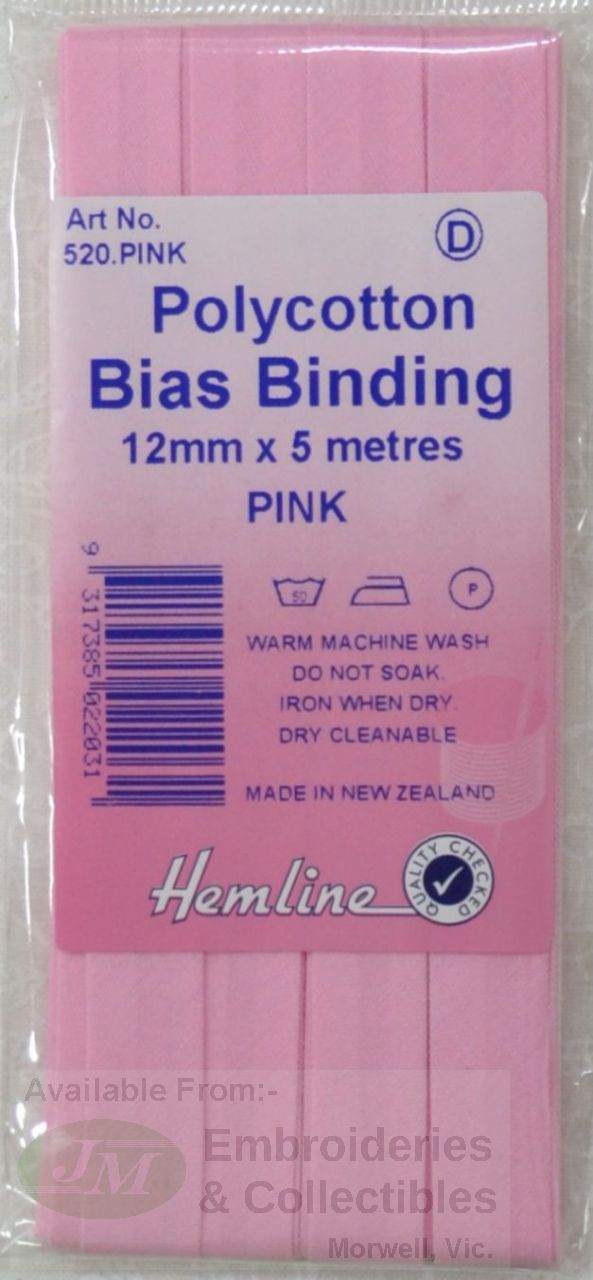 Art No.
520.PINK
D
Polycotton
Bias Binding
12mm x 5 metres
PINK
50
P
WARM MACHINE WASH
DO NOT SOAK.
IRON WHEN DRY.
DRY CLEANABLE
MADE IN NEW ZEALAND
9 317385 022031
Hemline
QUALITY CHECKED
Available From:-
JM
Embroideries
& Collectibles
Morwell, Vic.